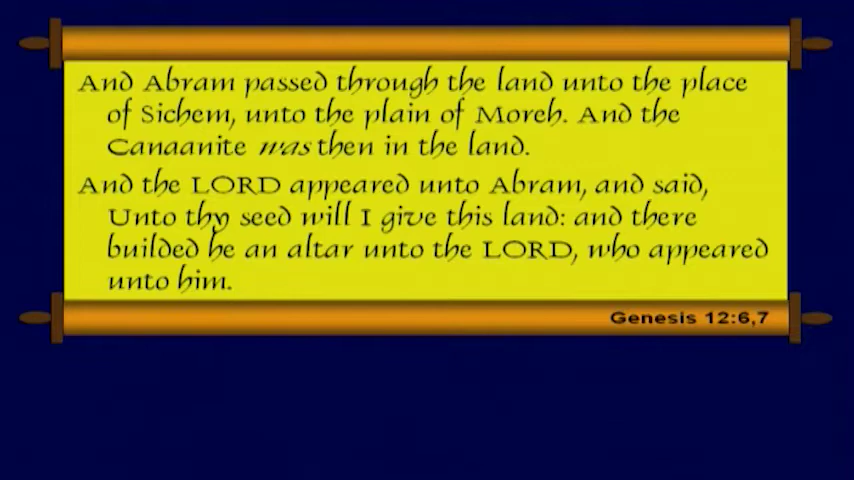 And Abram passed through the land unto the place
of Sichem, unto the plain of Moreh. And the
Canaanite was then in the land.
And the LORD appeared unto Abram, and said,
Unto thy seed will I give this land: and there
builded he an altar unto the LORD, who appeared
unto him.
Genesis 12:6,7